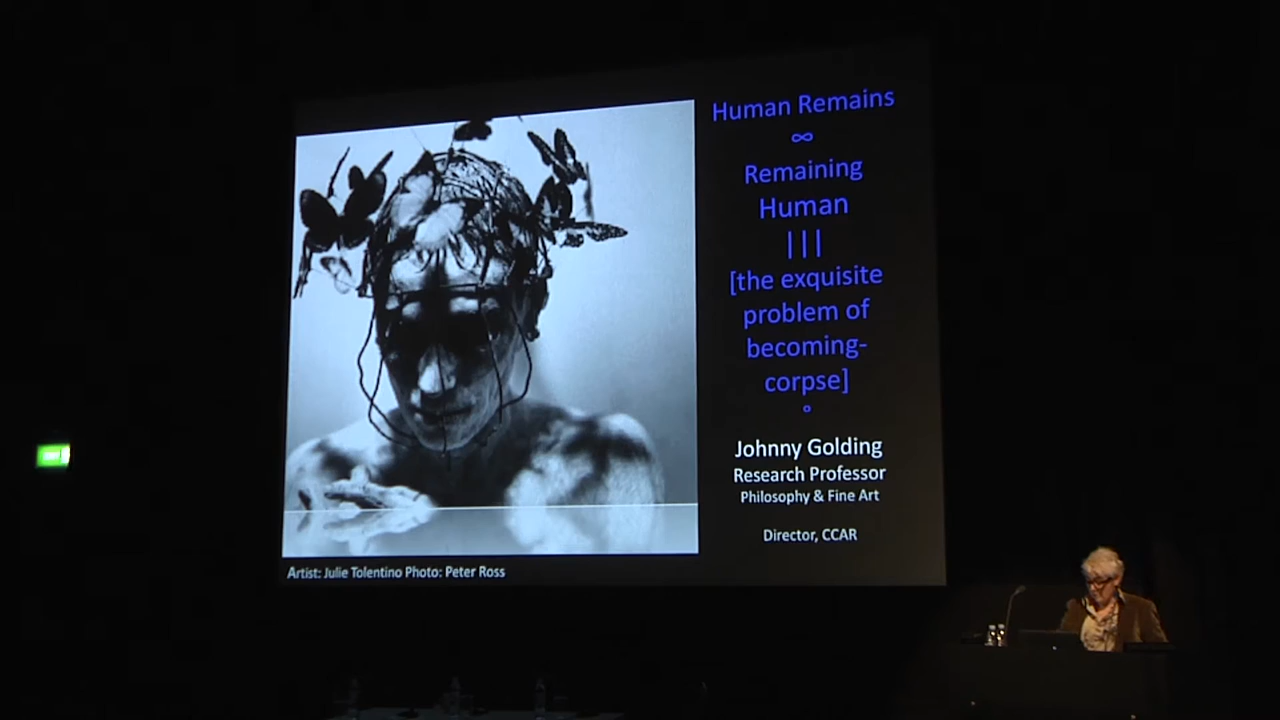 Human Remains
∞
Remaining
Human
|||
[the exquisite
problem of
becoming-
corpse]
°
Johnny Golding
Research Professor
Philosophy & Fine Art
Director, CCAR
Artist: Julie Tolentino Photo: Peter Ross